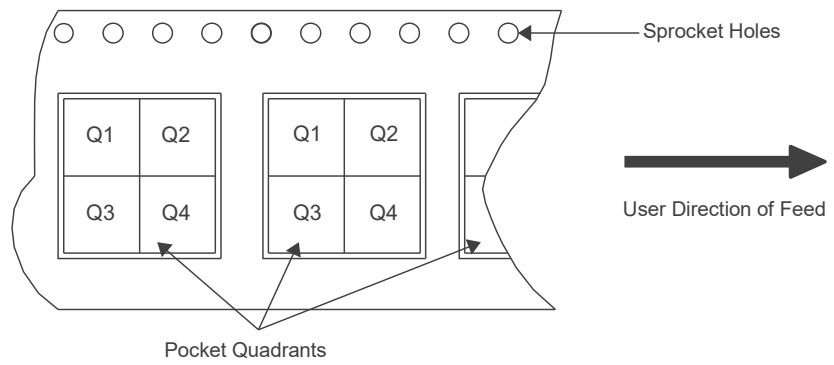 Sprocket Holes
Q1 Q2 Q1 Q2
Q3 Q4 Q3 Q4
User Direction of Feed
Pocket Quadrants